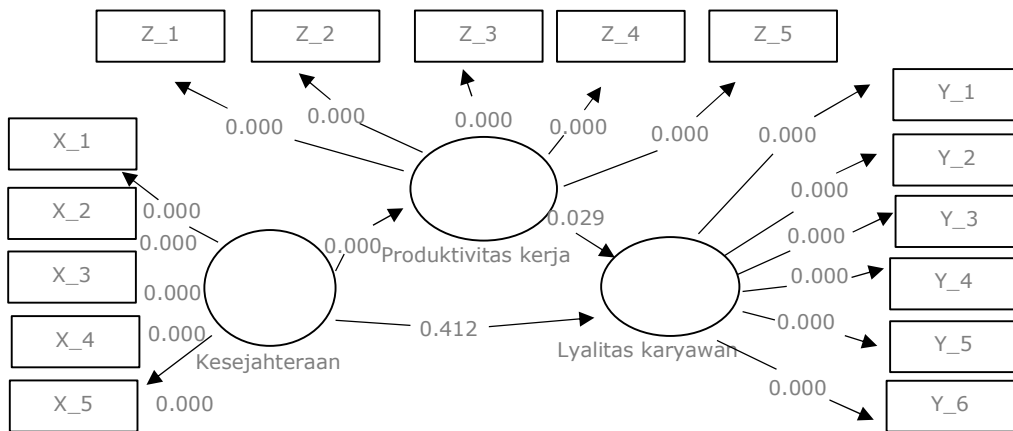 Z_1
Z_2
Z_3
Z_4
Z_5
Y_1
0.000
0.000
0.000
0.000
0.000
0.000
X_1
Y_2
X_2
0.000
0.000
Y_3
0.029
0.000
0.000
0.000
Produktivitas kerja
X_3
0.000
0.000
Y_4
X_4
0.000
0.412
0.000
Y_5
Kesejahteraan
Lyalitas karyawan
X_5
0.000
0.000
Y_6